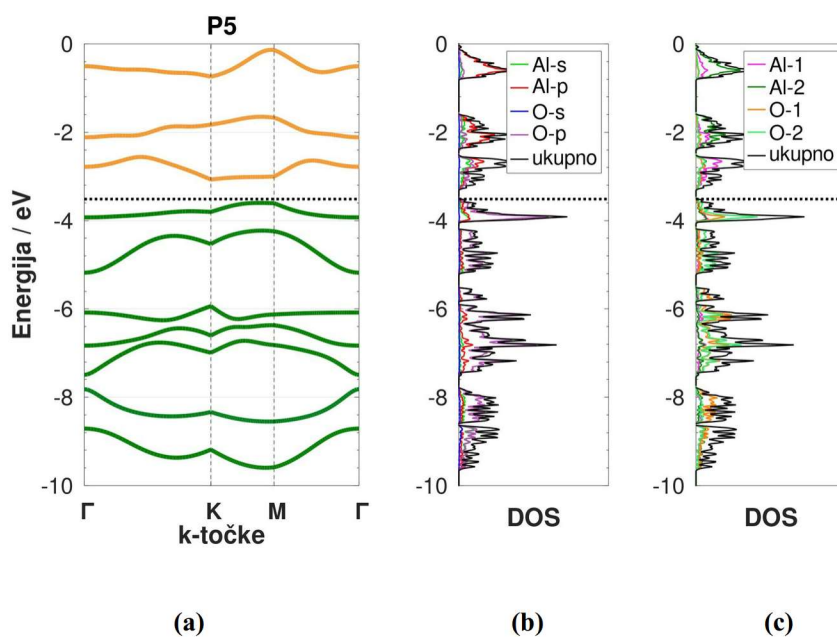 P5
Energija / eV
0
-2
-4
-6
-8
-10
Γ K M Γ
k-točke
0
-2
-4
-6
-8
-10
Al-s
Al-p
O-s
O-p
ukupno
DOS
0
-2
-4
-6
-8
-10
Al-1
Al-2
O-1
O-2
ukupno
DOS
(a) (b) (c)